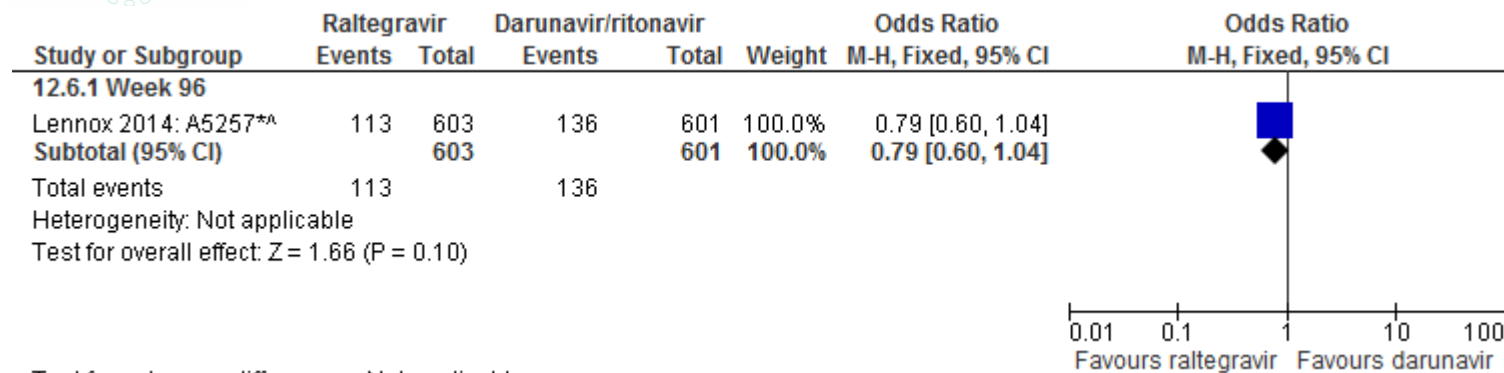 Raltegravir Darunavir/ritonavir Odds Ratio Odds Ratio
Study or Subgroup Events Total Events Total Weight M-H, Fixed, 95% CI M-H, Fixed, 95% CI
12.6.1 Week 96
Lennox 2014: A5257*^ 113 603 136 601 100.0% 0.79 [0.60, 1.04]
Subtotal (95% CI) 603 601 100.0% 0.79 [0.60, 1.04]
Total events 113 136
Heterogeneity: Not applicable
Test for overall effect: Z = 1.66 (P = 0.10)
0.01 0.1 1 10 100
Favours raltegravir Favours darunavir